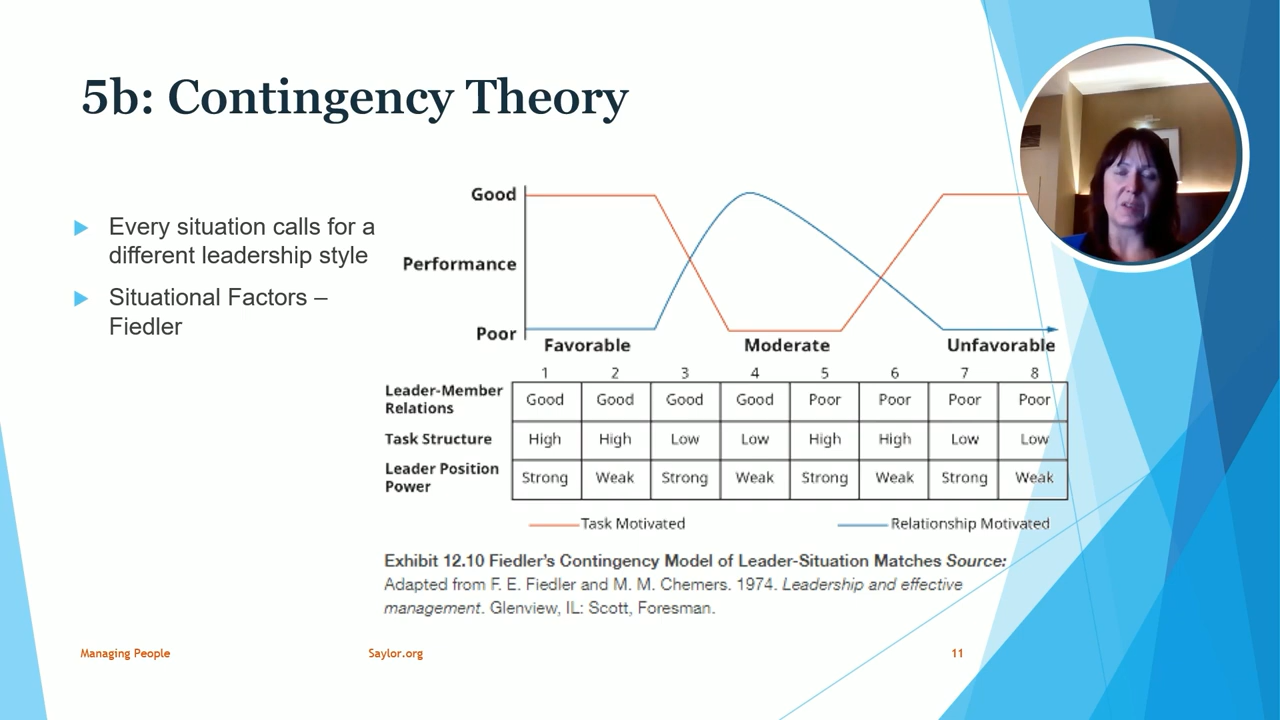 5b: Contingency Theory
Every situation calls for a
different leadership style
Situational Factors –
Fiedler
Good
Performance
Poor
Favorable Moderate Unfavorable
1 2 3 4 5 6 7 8
Leader-Member
Relations
Good Good Good Good Poor Poor Poor Poor
Task Structure
High High Low Low High High Low Low
Leader Position
Power
Strong Weak Strong Weak Strong Weak Strong Weak
Task Motivated Relationship Motivated
Exhibit 12.10 Fiedler's Contingency Model of Leader-Situation Matches Source:
Adapted from F. E. Fiedler and M. M. Chemers. 1974. Leadership and effective
management. Glenview, IL: Scott, Foresman.
Managing People Saylor.org 11